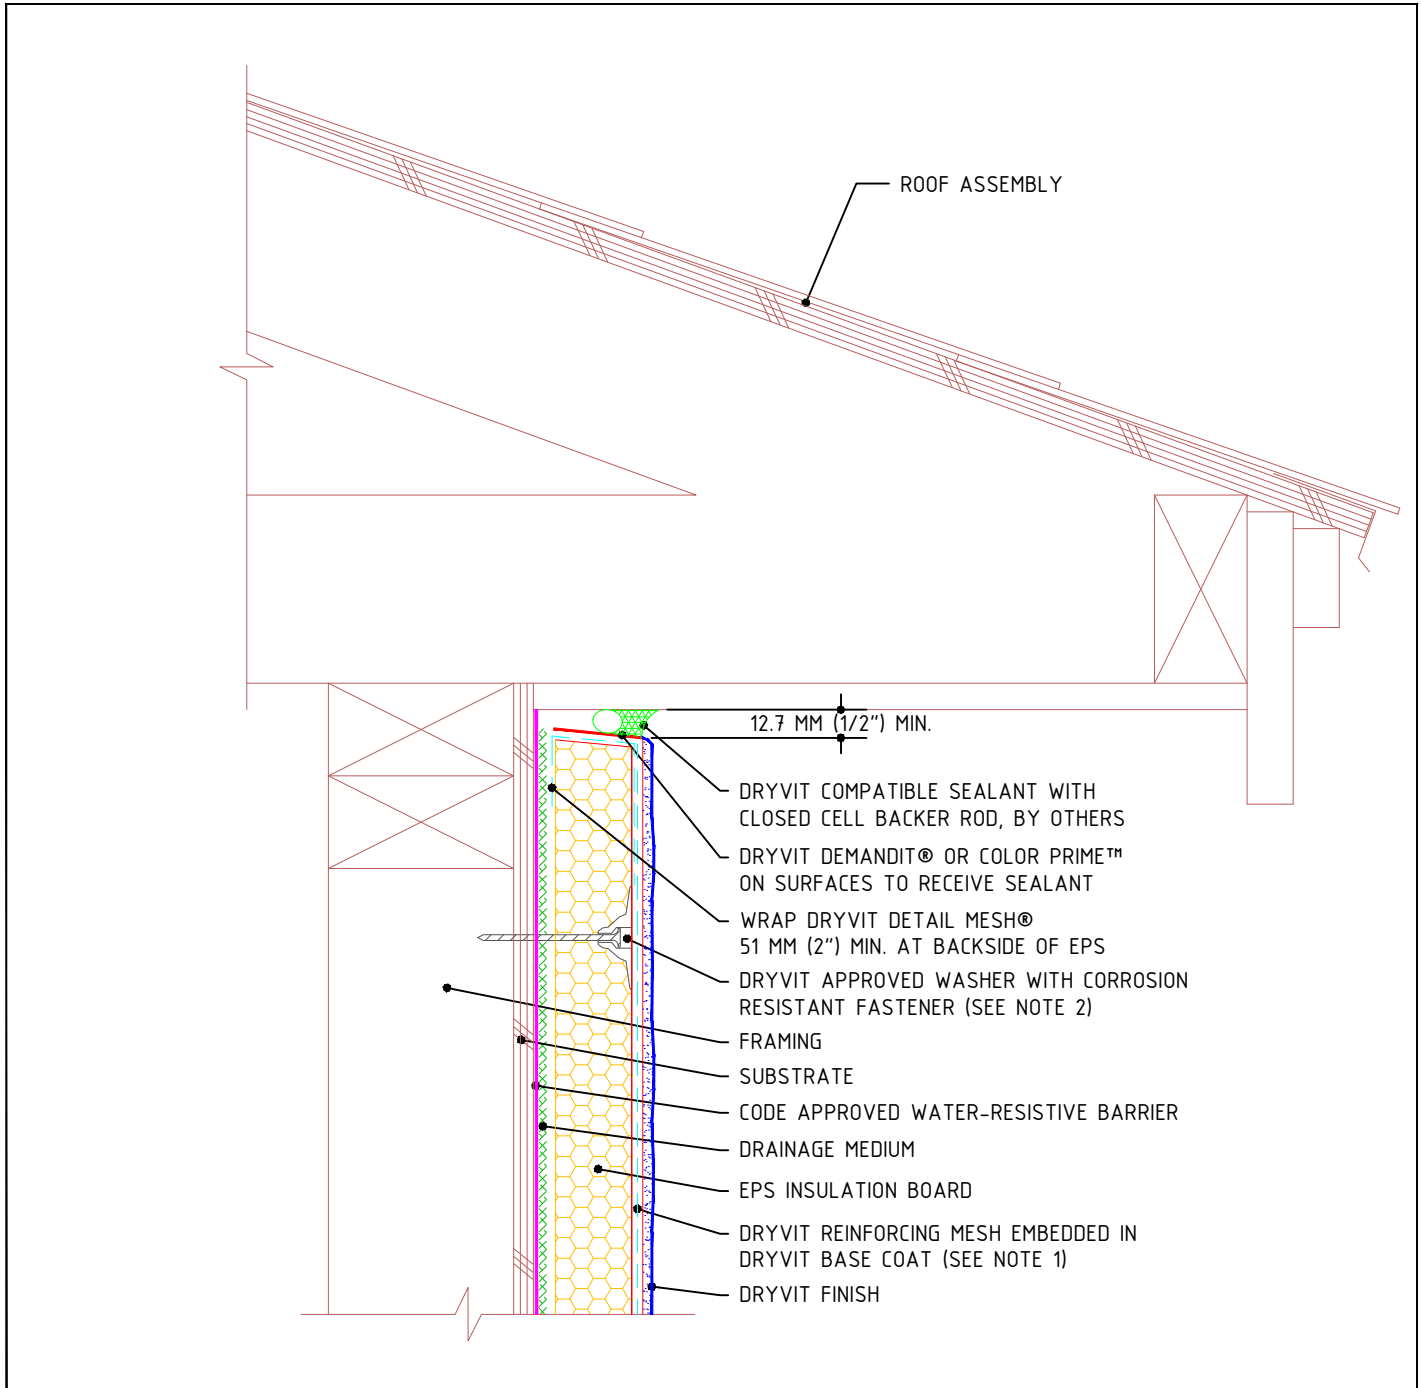 ROOF ASSEMBLY
12.7 MM (1/2") MIN.
DRYVIT COMPATIBLE SEALANT WITH
CLOSED CELL BACKER ROD, BY OTHERS
DRYVIT DEMANDIT® OR COLOR PRIME™
ON SURFACES TO RECEIVE SEALANT
WRAP DRYVIT DETAIL MESH®
51 MM (2") MIN. AT BACKSIDE OF EPS
DRYVIT APPROVED WASHER WITH CORROSION
RESISTANT FASTENER (SEE NOTE 2)
FRAMING
SUBSTRATE
CODE APPROVED WATER-RESISTIVE BARRIER
DRAINAGE MEDIUM
EPS INSULATION BOARD
DRYVIT REINFORCING MESH EMBEDDED IN
DRYVIT BASE COAT (SEE NOTE 1)
DRYVIT FINISH